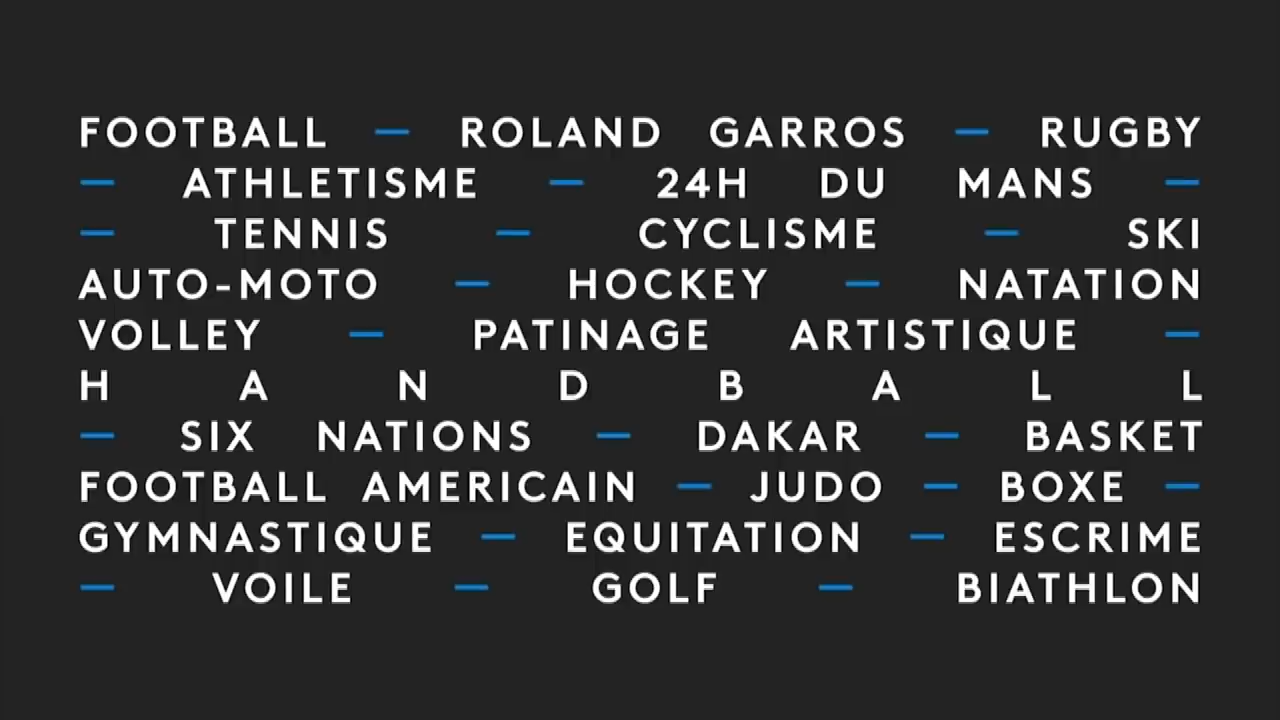 FOOTBALL — ROLAND GARROS — RUGBY
— ATHLETISME — 24H DU MANS —
— TENNIS — CYCLISME — SKI
AUTO-MOTO — HOCKEY — NATATION
VOLLEY — PATINAGE ARTISTIQUE —
H A N D B A L L
— SIX NATIONS — DAKAR — BASKET
FOOTBALL AMERICAIN — JUDO — BOXE —
GYMNASTIQUE — EQUITATION — ESCRIME
— VOILE — GOLF — BIATHLON